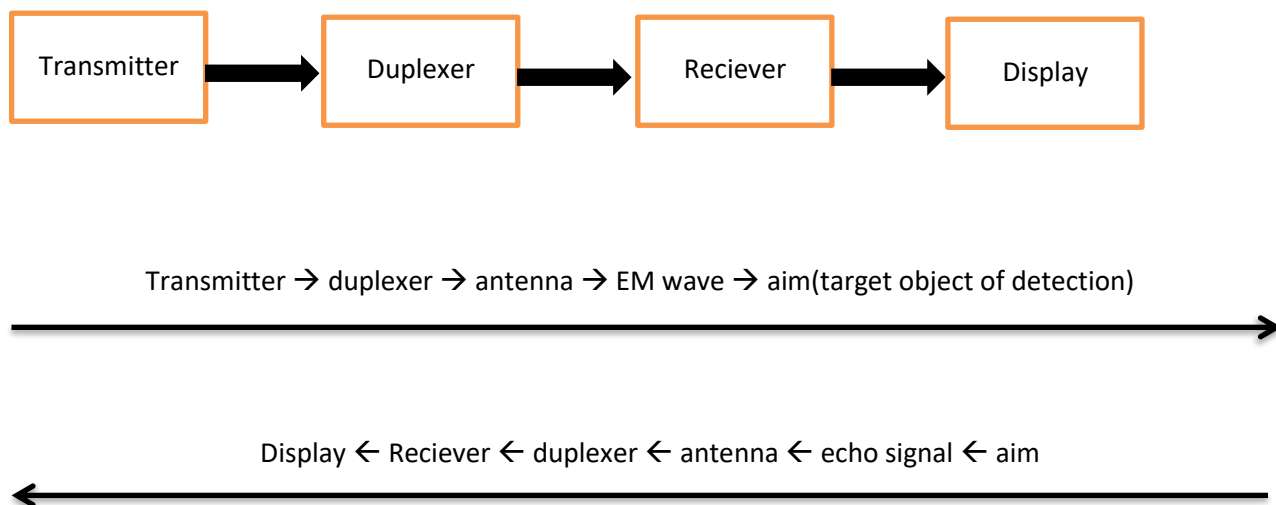 Transmitter
Duplexer
Reciever
Display
Transmitter → duplexer → antenna → EM wave → aim(target object of detection)
Display ← Reciever ← duplexer ← antenna ← echo signal ← aim